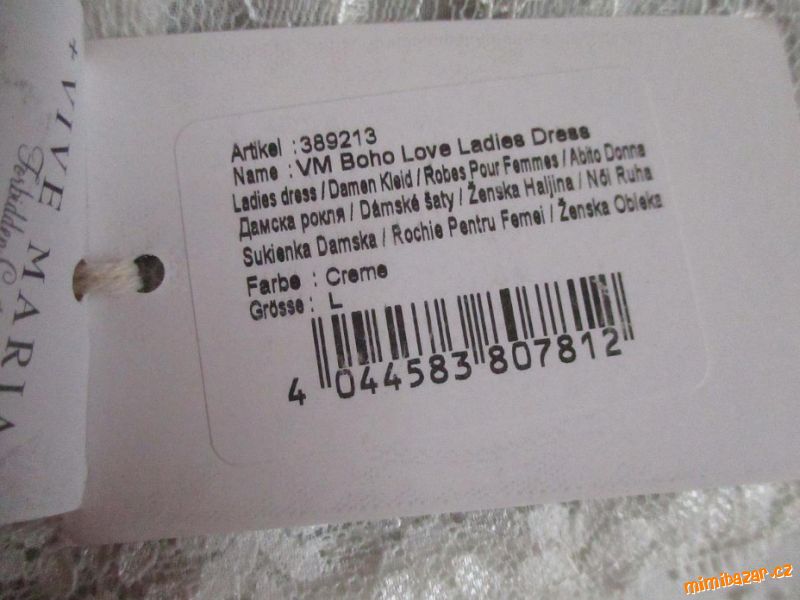 + VIVE MARIA
Forbidden
Artikel : 389213
Name : VM Boho Love Ladies Dress
Ladies dress / Damen Kleid / Robes Pour Femmes / Abito Donna
Дамска рокля / Dámské šaty / Ženska Haljina / Nöi Ruha
Sukienka Damska / Rochie Pentru Femei / Ženska Obleka
Farbe : Creme
Grösse : L
4 044583 807812
mimibazar.cz